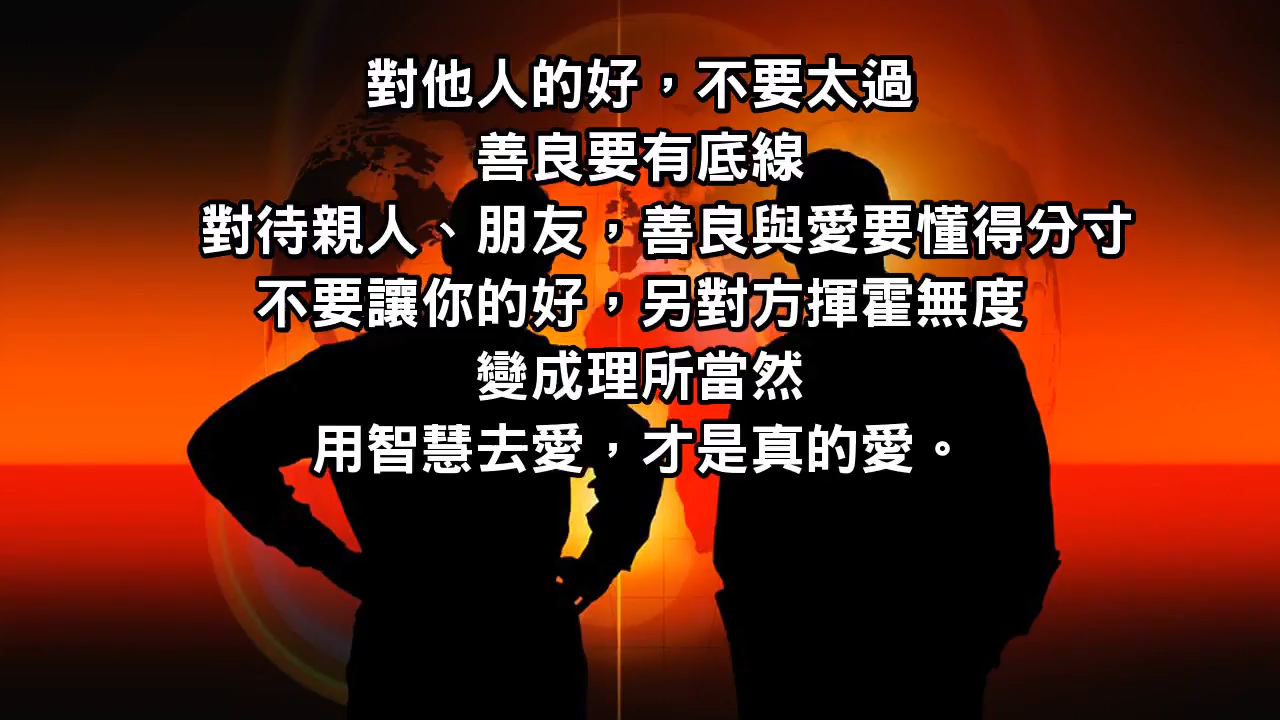 對他人的好，不要太過
善良要有底線
對待親人、朋友，善良與愛要懂得分寸
不要讓你的好，另對方揮霍無度
變成理所當然
用智慧去愛，才是真的愛。